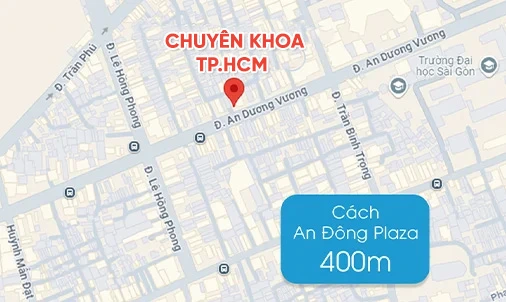 CHUYÊN KHOA
TP.HCM
Đ. Trần Phú
Đ. Lê Hồng Phong
Đ. An Dương Vương
Trường Đại
học Sài Gòn
Đ. An Dương Vương
Đ. Trần Bình Trọng
Đ. Lê Hồng Phong
Huỳnh Mẫn Đạt
Cách
An Đông Plaza
400m